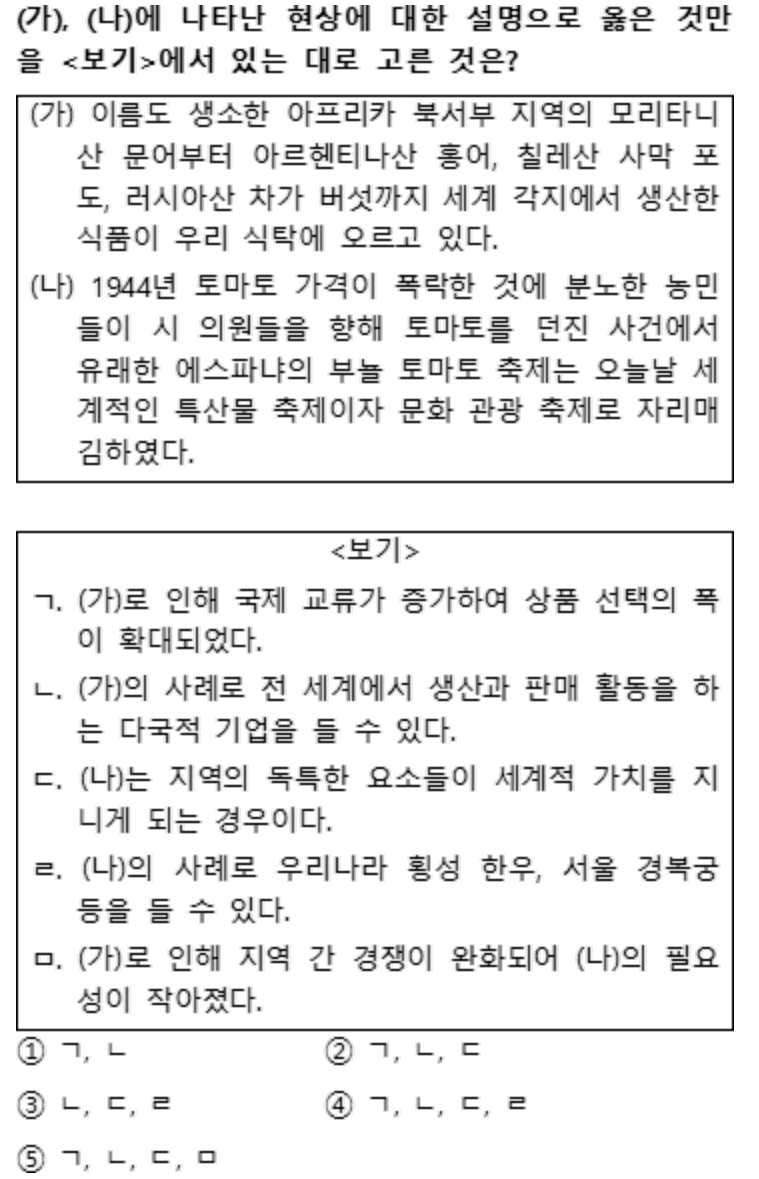 (가), (나)에 나타난 현상에 대한 설명으로 옳은 것만
을 <보기>에서 있는 대로 고른 것은?
(가) 이름도 생소한 아프리카 북서부 지역의 모리타니
산 문어부터 아르헨티나산 홍어, 칠레산 사막 포
도, 러시아산 차가 버섯까지 세계 각지에서 생산한
식품이 우리 식탁에 오르고 있다.
(나) 1944년 토마토 가격이 폭락한 것에 분노한 농민
들이 시 의원들을 향해 토마토를 던진 사건에서
유래한 에스파냐의 부뇰 토마토 축제는 오늘날 세
계적인 특산물 축제이자 문화 관광 축제로 자리매
김하였다.
<보기>
ㄱ. (가)로 인해 국제 교류가 증가하여 상품 선택의 폭
이 확대되었다.
ㄴ. (가)의 사례로 전 세계에서 생산과 판매 활동을 하
는 다국적 기업을 들 수 있다.
ㄷ. (나)는 지역의 독특한 요소들이 세계적 가치를 지
니게 되는 경우이다.
ㄹ. (나)의 사례로 우리나라 횡성 한우, 서울 경복궁
등을 들 수 있다.
ㅁ. (가)로 인해 지역 간 경쟁이 완화되어 (나)의 필요
성이 작아졌다.
① ㄱ, ㄴ ② ㄱ, ㄴ, ㄷ
③ ㄴ, ㄷ, ㄹ ④ ㄱ, ㄴ, ㄷ, ㄹ
⑤ ㄱ, ㄴ, ㄷ, ㅁ